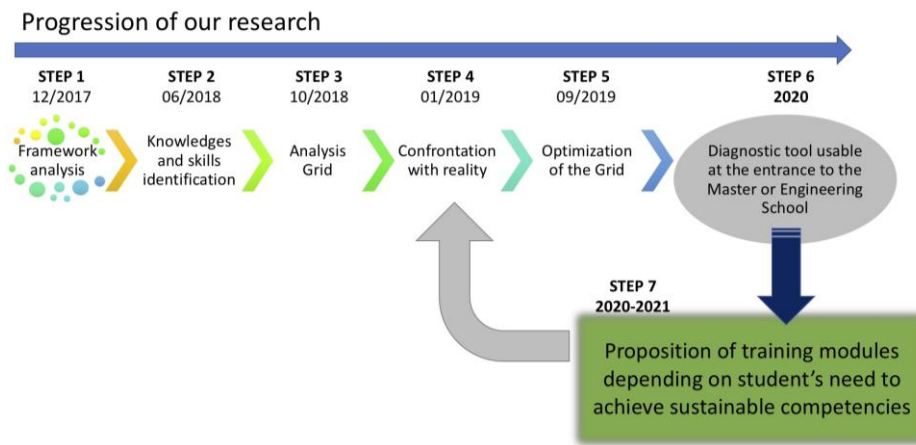 Progression of our research
STEP 1
12/2017
STEP 2
06/2018
STEP 3
10/2018
STEP 4
01/2019
STEP 5
09/2019
STEP 6
2020
Framework
analysis
Knowledges
and skills
identification
Analysis
Grid
Confrontation
with reality
Optimization
of the Grid
Diagnostic tool usable
at the entrance to the
Master or Engineering
School
STEP 7
2020-2021
Proposition of training modules
depending on student’s need to
achieve sustainable competencies